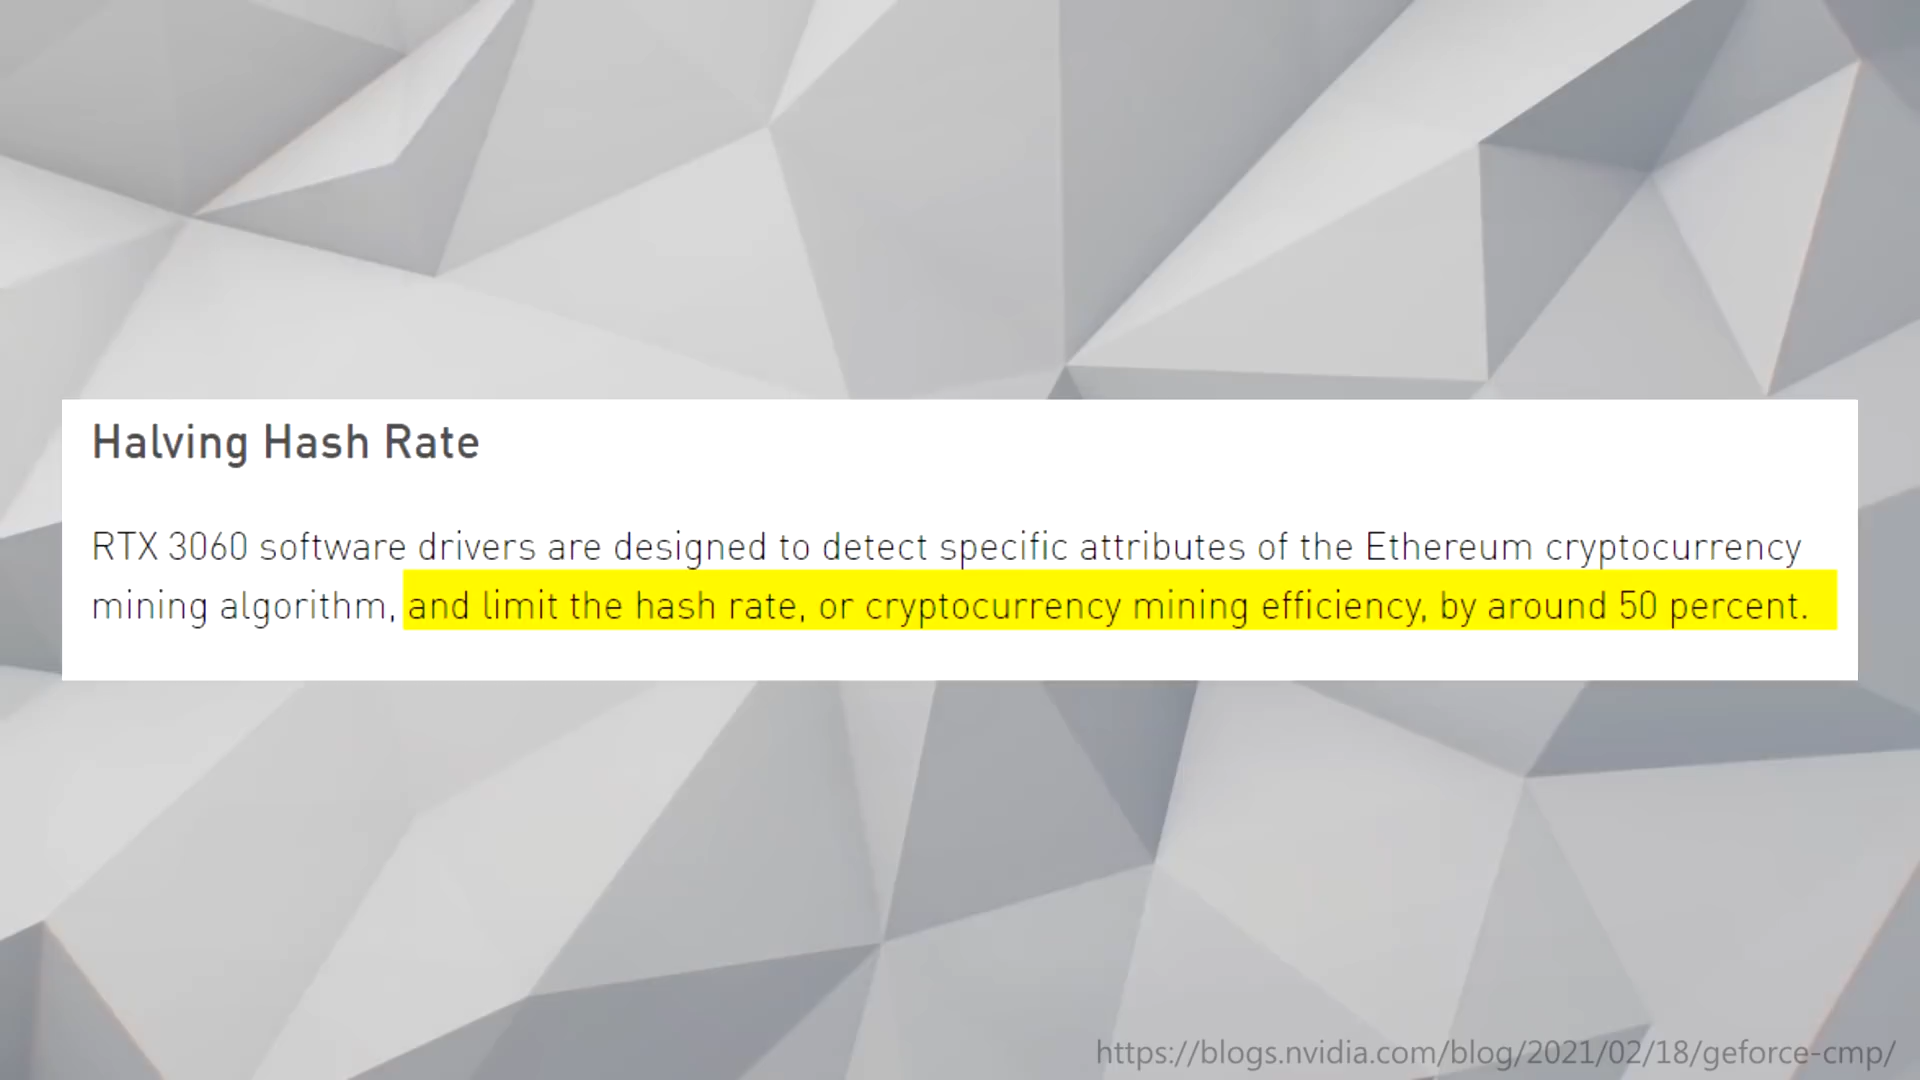 Halving Hash Rate
RTX 3060 software drivers are designed to detect specific attributes of the Ethereum cryptocurrency
mining algorithm, and limit the hash rate, or cryptocurrency mining efficiency, by around 50 percent.
https://blogs.nvidia.com/blog/2021/02/18/geforce-cmp/